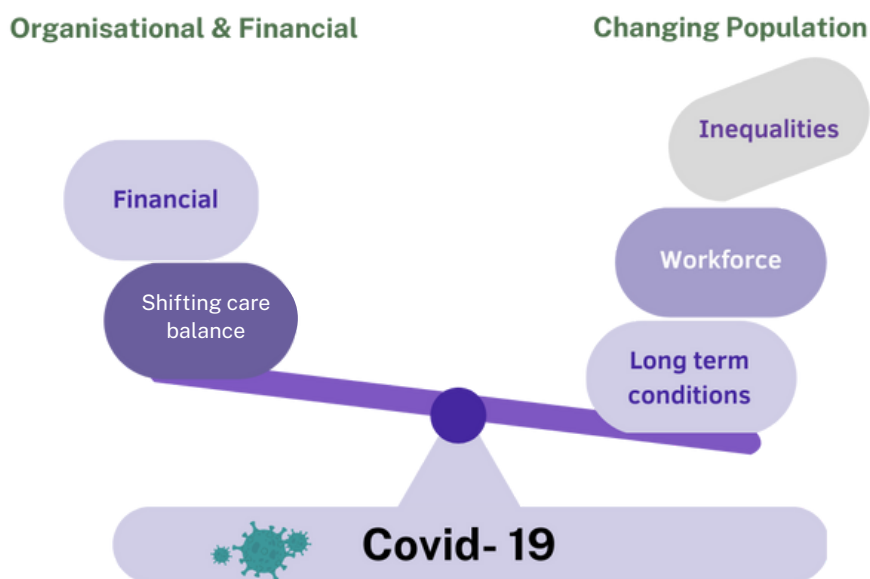 Organisational & Financial
Changing Population
Inequalities
Financial
Workforce
Shifting care
balance
Long term
conditions
Covid- 19